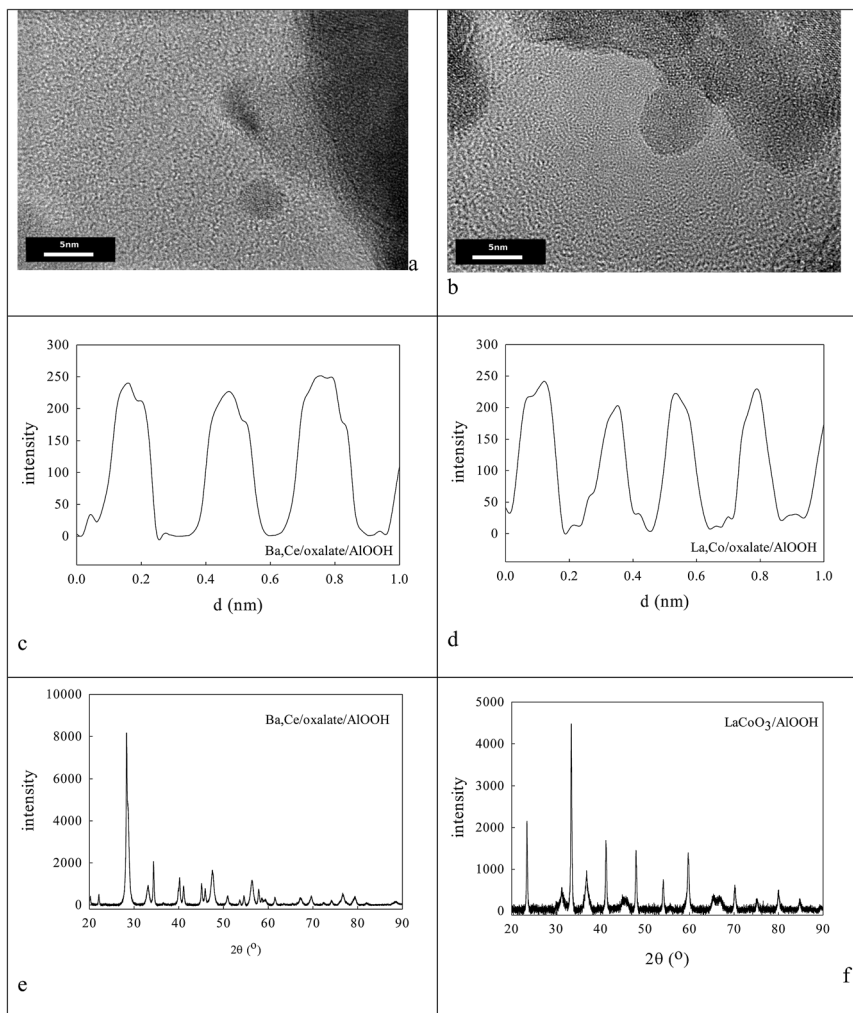 5nm
a
5nm
b
300
250
200
150
100
50
0
intensity
0.0 0.2 0.4 0.6 0.8 1.0
d (nm)
Ba,Ce/oxalate/AlOOH
c
300
250
200
150
100
50
0
intensity
0.0 0.2 0.4 0.6 0.8 1.0
d (nm)
La,Co/oxalate/AlOOH
d
10000
8000
6000
4000
2000
0
intensity
20 30 40 50 60 70 80 90
2θ (°)
Ba,Ce/oxalate/AlOOH
e
5000
4000
3000
2000
1000
0
intensity
20 30 40 50 60 70 80 90
2θ (°)
LaCoO3/AlOOH
f